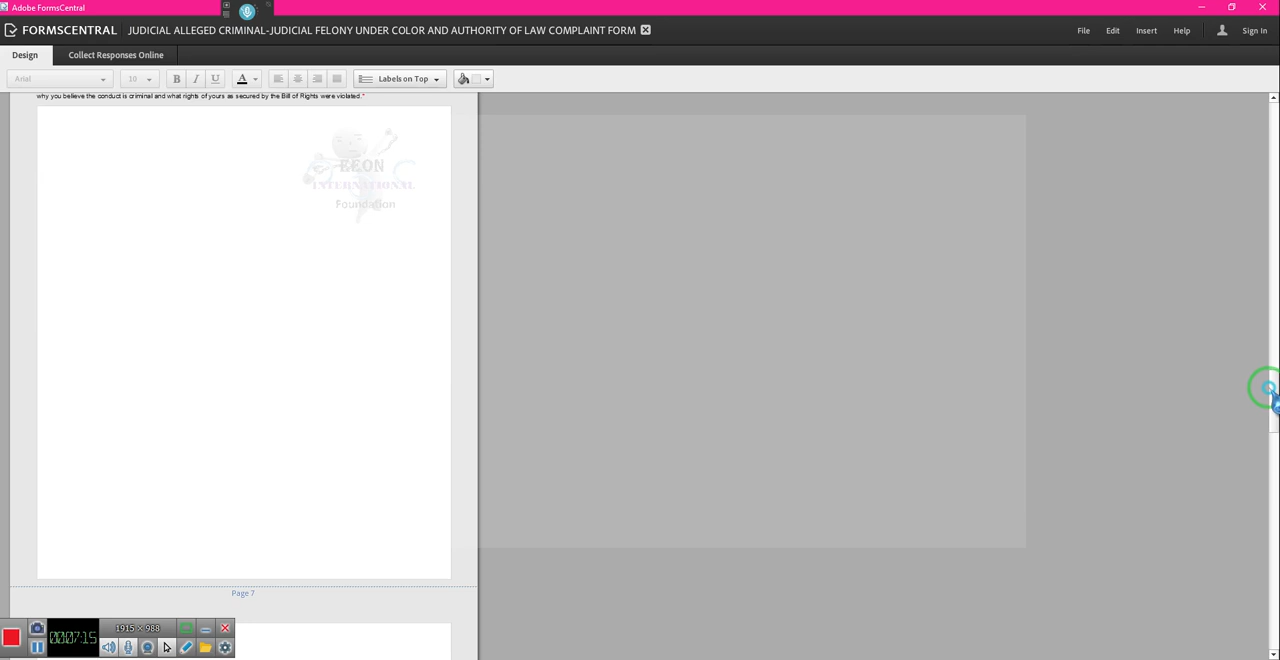 Adobe FormsCentral
FORMSCENTRAL JUDICIAL ALLEGED CRIMINAL-JUDICIAL FELONY UNDER COLOR AND AUTHORITY OF LAW COMPLAINT FORM
File Edit Insert Help Sign In
Design Collect Responses Online
Arial 10 B I U A Labels on Top
why you believe the conduct is criminal and what rights of yours as secured by the Bill of Rights were violated.*
EEON
INTERNATIONAL
Foundation
Page 7
1915 × 988
0007:15